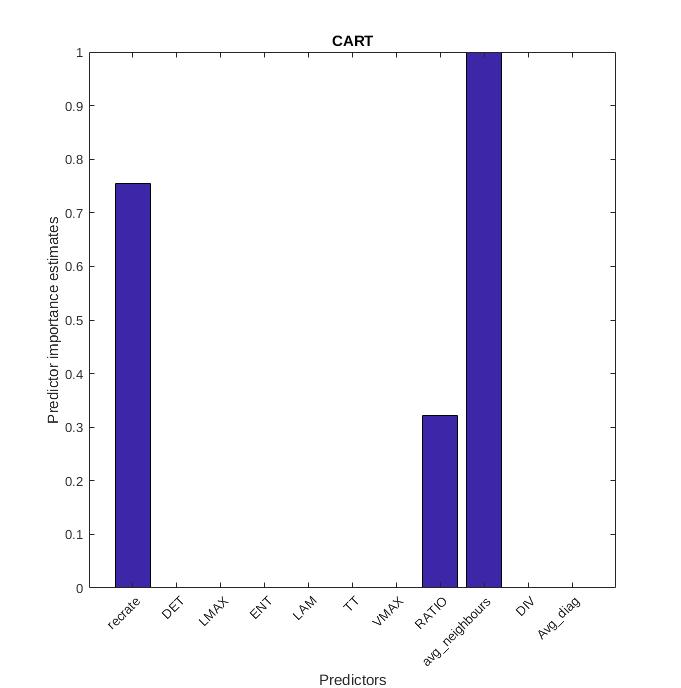 CART
Predictor importance estimates
1
0.9
0.8
0.7
0.6
0.5
0.4
0.3
0.2
0.1
0
recrate
DET
LMAX
ENT
LAM
TT
VMAX
RATIO
avg_neighbours
DIV
Avg_diag
Predictors